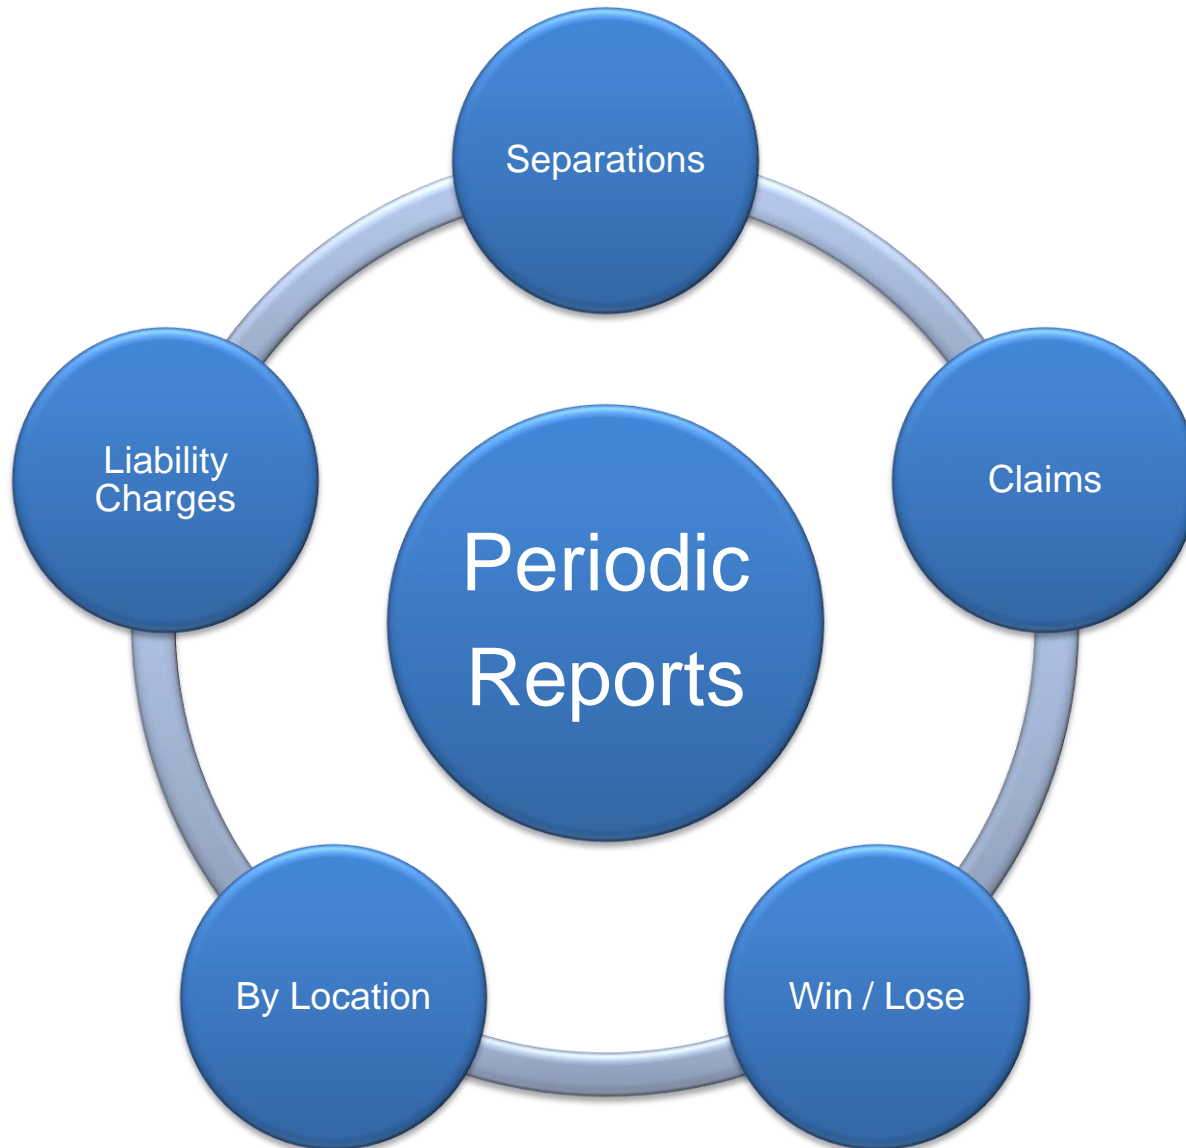 Separations
Liability
Charges
Claims
Periodic
Reports
By Location
Win / Lose